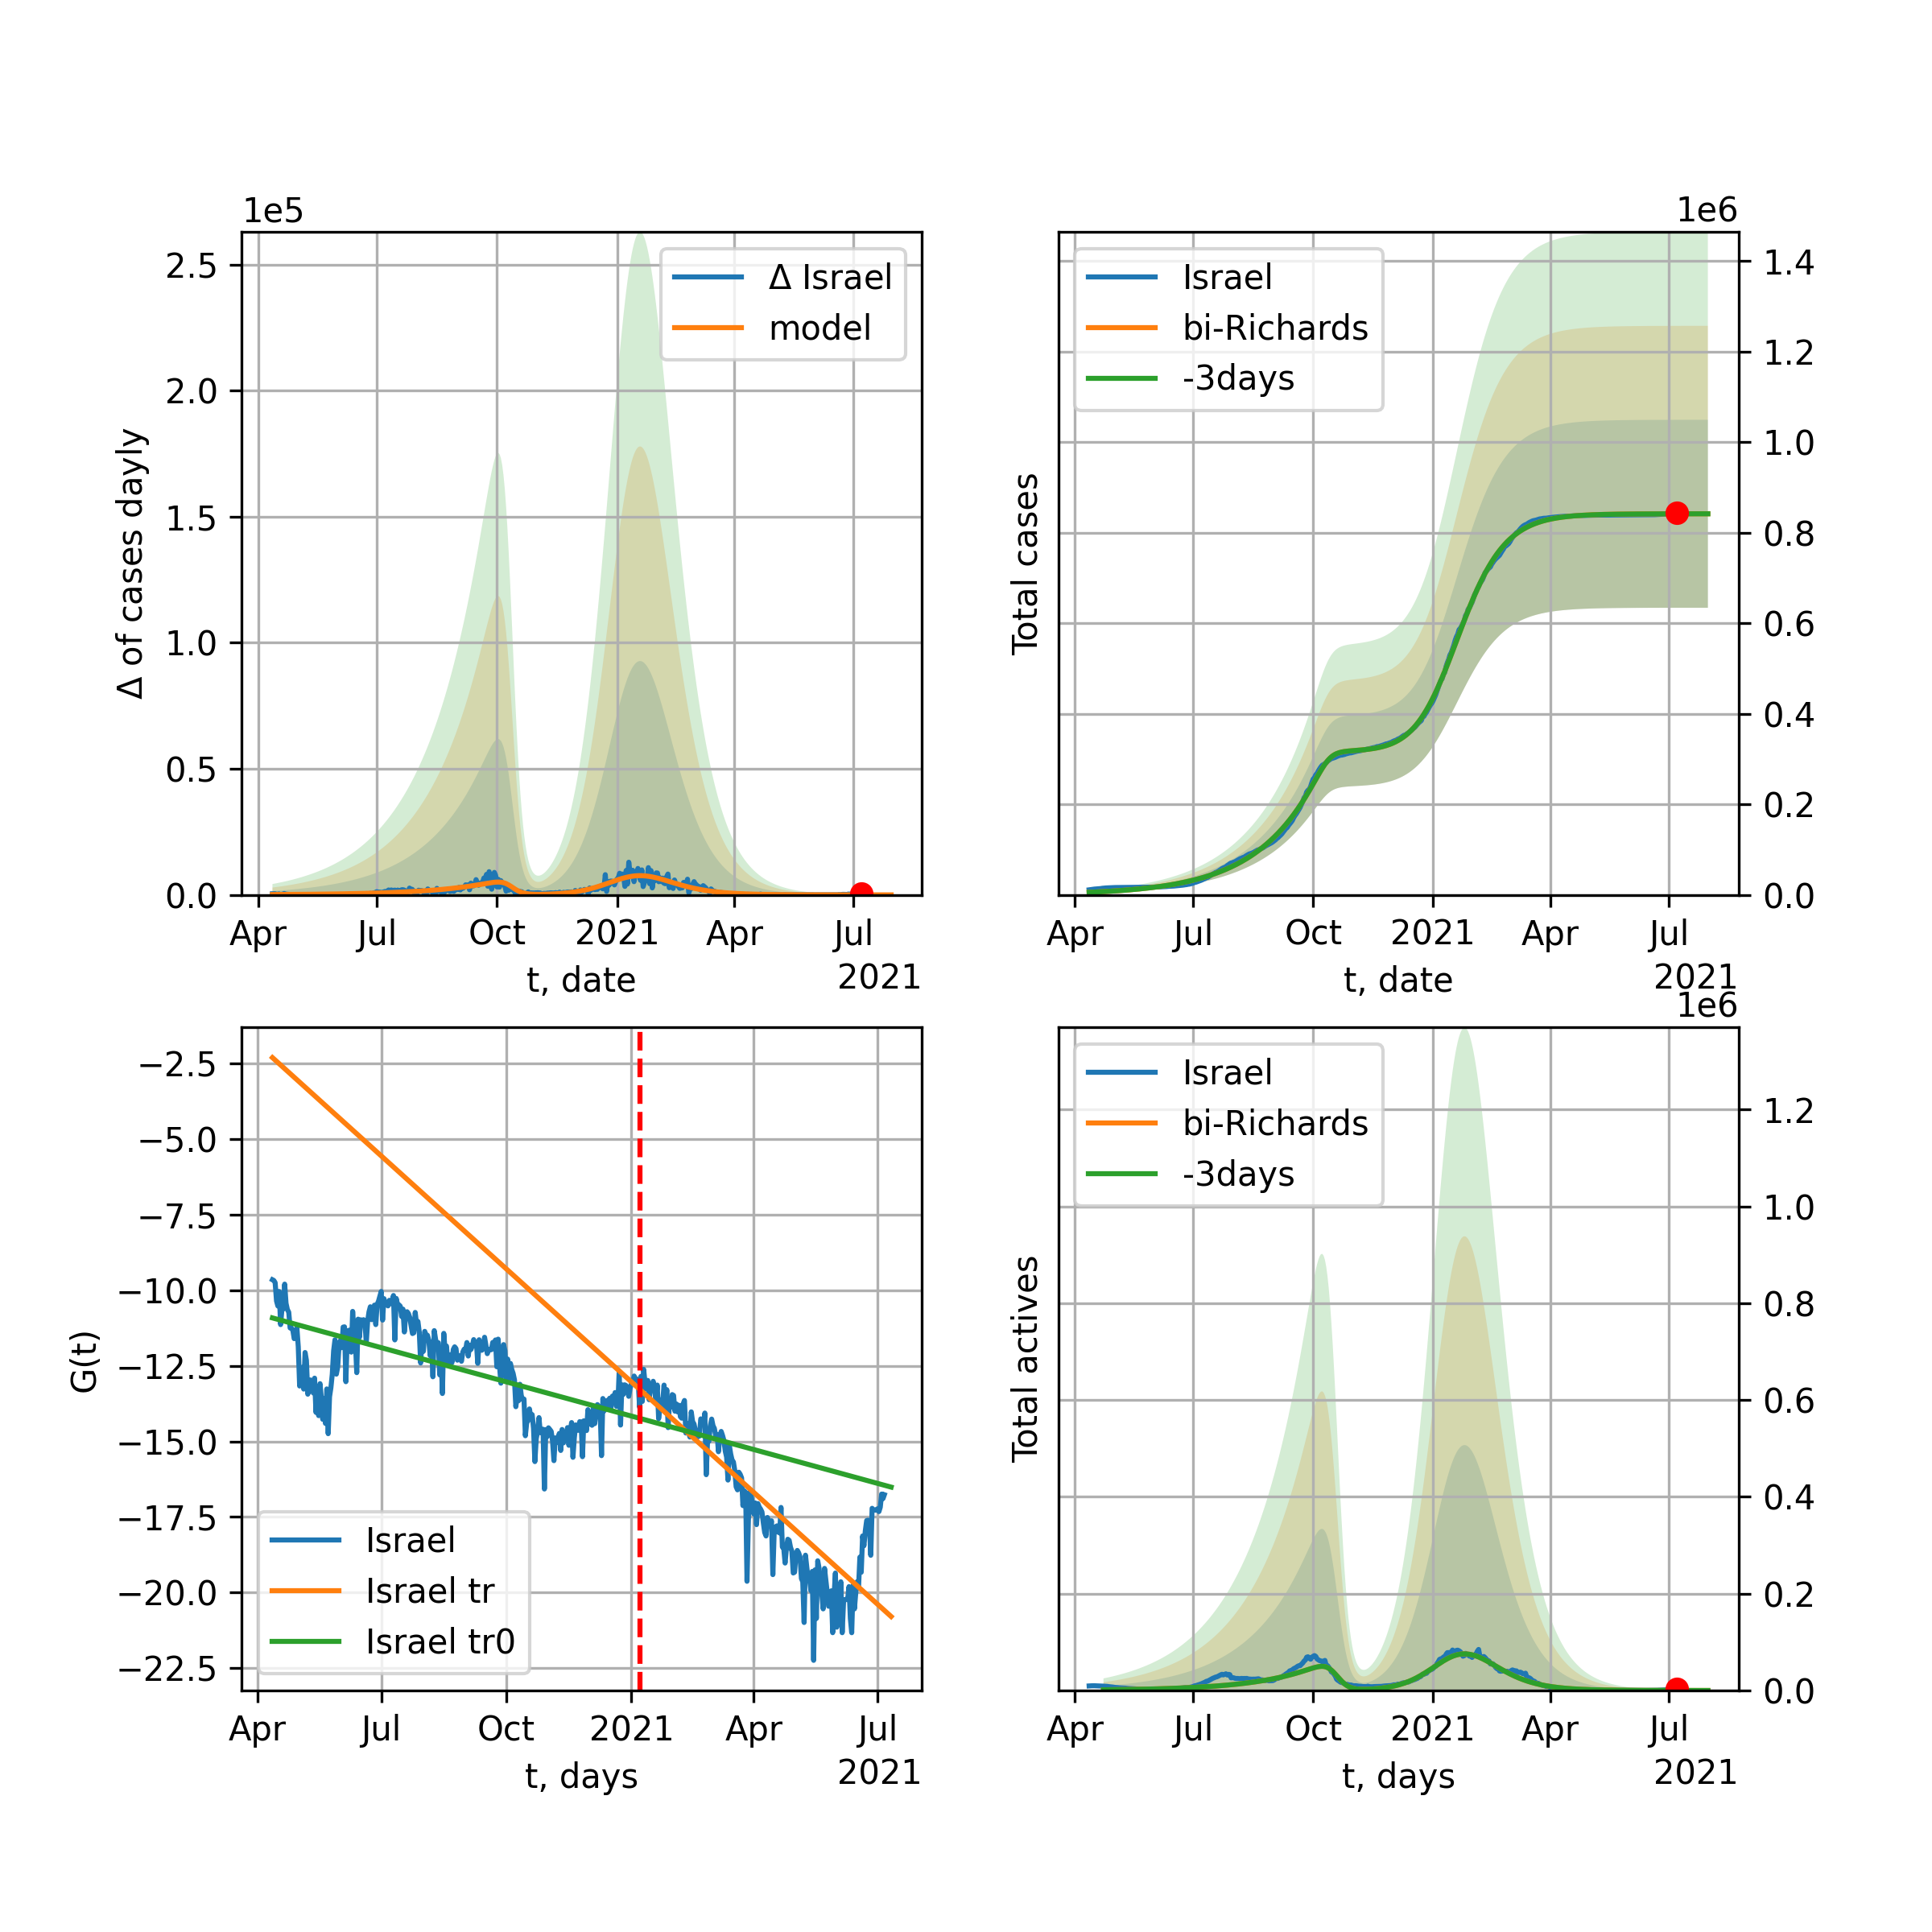 1e5
2.5
2.0
1.5
1.0
0.5
0.0
Δ of cases dayly
Δ Israel
model
Apr Jul Oct 2021 Apr Jul
t, date
2021
1e6
1.4
1.2
1.0
0.8
0.6
0.4
0.2
0.0
Total cases
Israel
bi-Richards
-3days
Apr Jul Oct 2021 Apr Jul
t, date
2021
−2.5
−5.0
−7.5
−10.0
−12.5
−15.0
−17.5
−20.0
−22.5
G(t)
Israel
Israel tr
Israel tr0
Apr Jul Oct 2021 Apr Jul
t, days
2021
1e6
1.2
1.0
0.8
0.6
0.4
0.2
0.0
Total actives
Israel
bi-Richards
-3days
Apr Jul Oct 2021 Apr Jul
t, days
2021